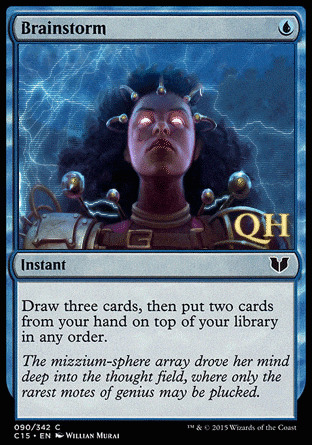 Brainstorm
QH
Instant
Draw three cards, then put two cards
from your hand on top of your library
in any order.
The mizzium-sphere array drove her mind
deep into the thought field, where only the
rarest motes of genius may be plucked.
090/342 C
C15 • EN Willian Murai
™ & © 2015 Wizards of the Coast